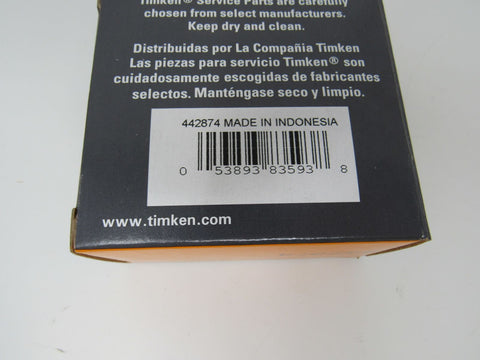 Timken® Service Parts are carefully
chosen from select manufacturers.
Keep dry and clean.
Distribuidas por La Compañia Timken
Las piezas para servicio Timken® son
cuidadosamente escogidas de fabricantes
selectos. Manténgase seco y limpio.
442874 MADE IN INDONESIA
0 53893 83593 8
www.timken.com